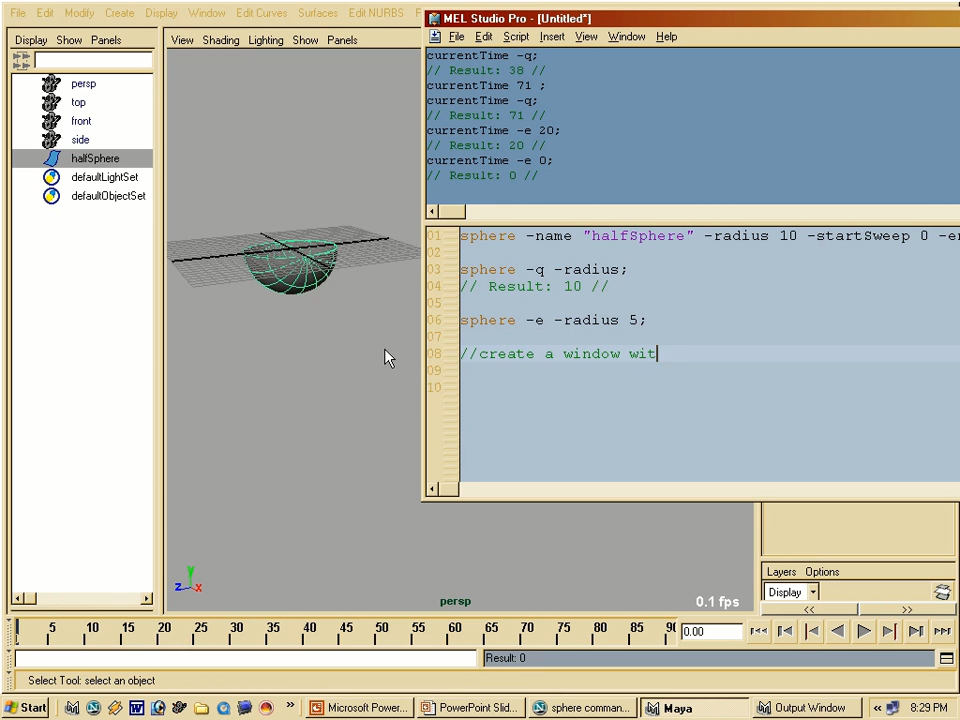 File Edit Modify Create Display Window Edit Curves Surfaces Edit NURBS
MEL Studio Pro - [Untitled*]
File Edit Script Insert View Window Help
Display Show Panels
View Shading Lighting Show Panels
persp
top
front
side
halfSphere
defaultLightSet
defaultObjectSet
currentTime -q;
// Result: 38 //
currentTime 71 ;
currentTime -q;
// Result: 71 //
currentTime -e 20;
// Result: 20 //
currentTime -e 0;
// Result: 0 //
01 sphere -name "halfSphere" -radius 10 -startSweep 0 -e
02
03 sphere -q -radius;
04 // Result: 10 //
05
06 sphere -e -radius 5;
07
08 //create a window wit
09
10
y
z x
persp
0.1 fps
Layers Options
Display
<< >>
5 10 15 20 25 30 35 40 45 50 55 60 65 70 75 80 85
0.00
Result: 0
Select Tool: select an object
Start » Microsoft Power... PowerPoint Slid... sphere comman... Maya Output Window « 8:29 PM